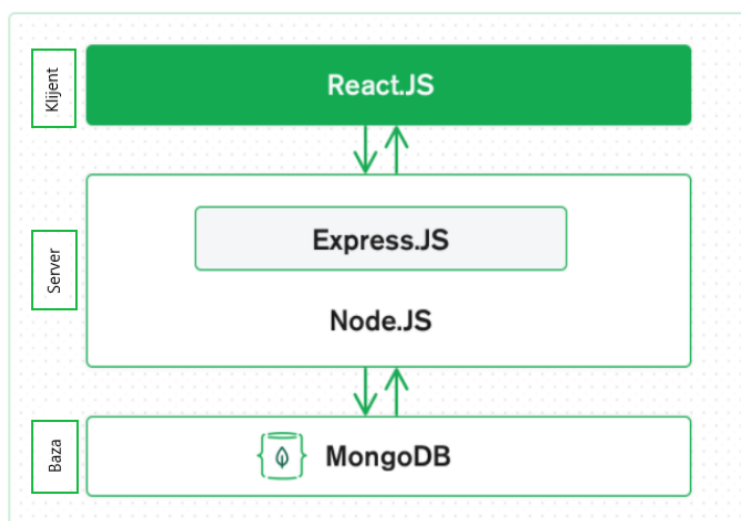 Klijent
React.JS
Server
Express.JS
Node.JS
Baza
MongoDB